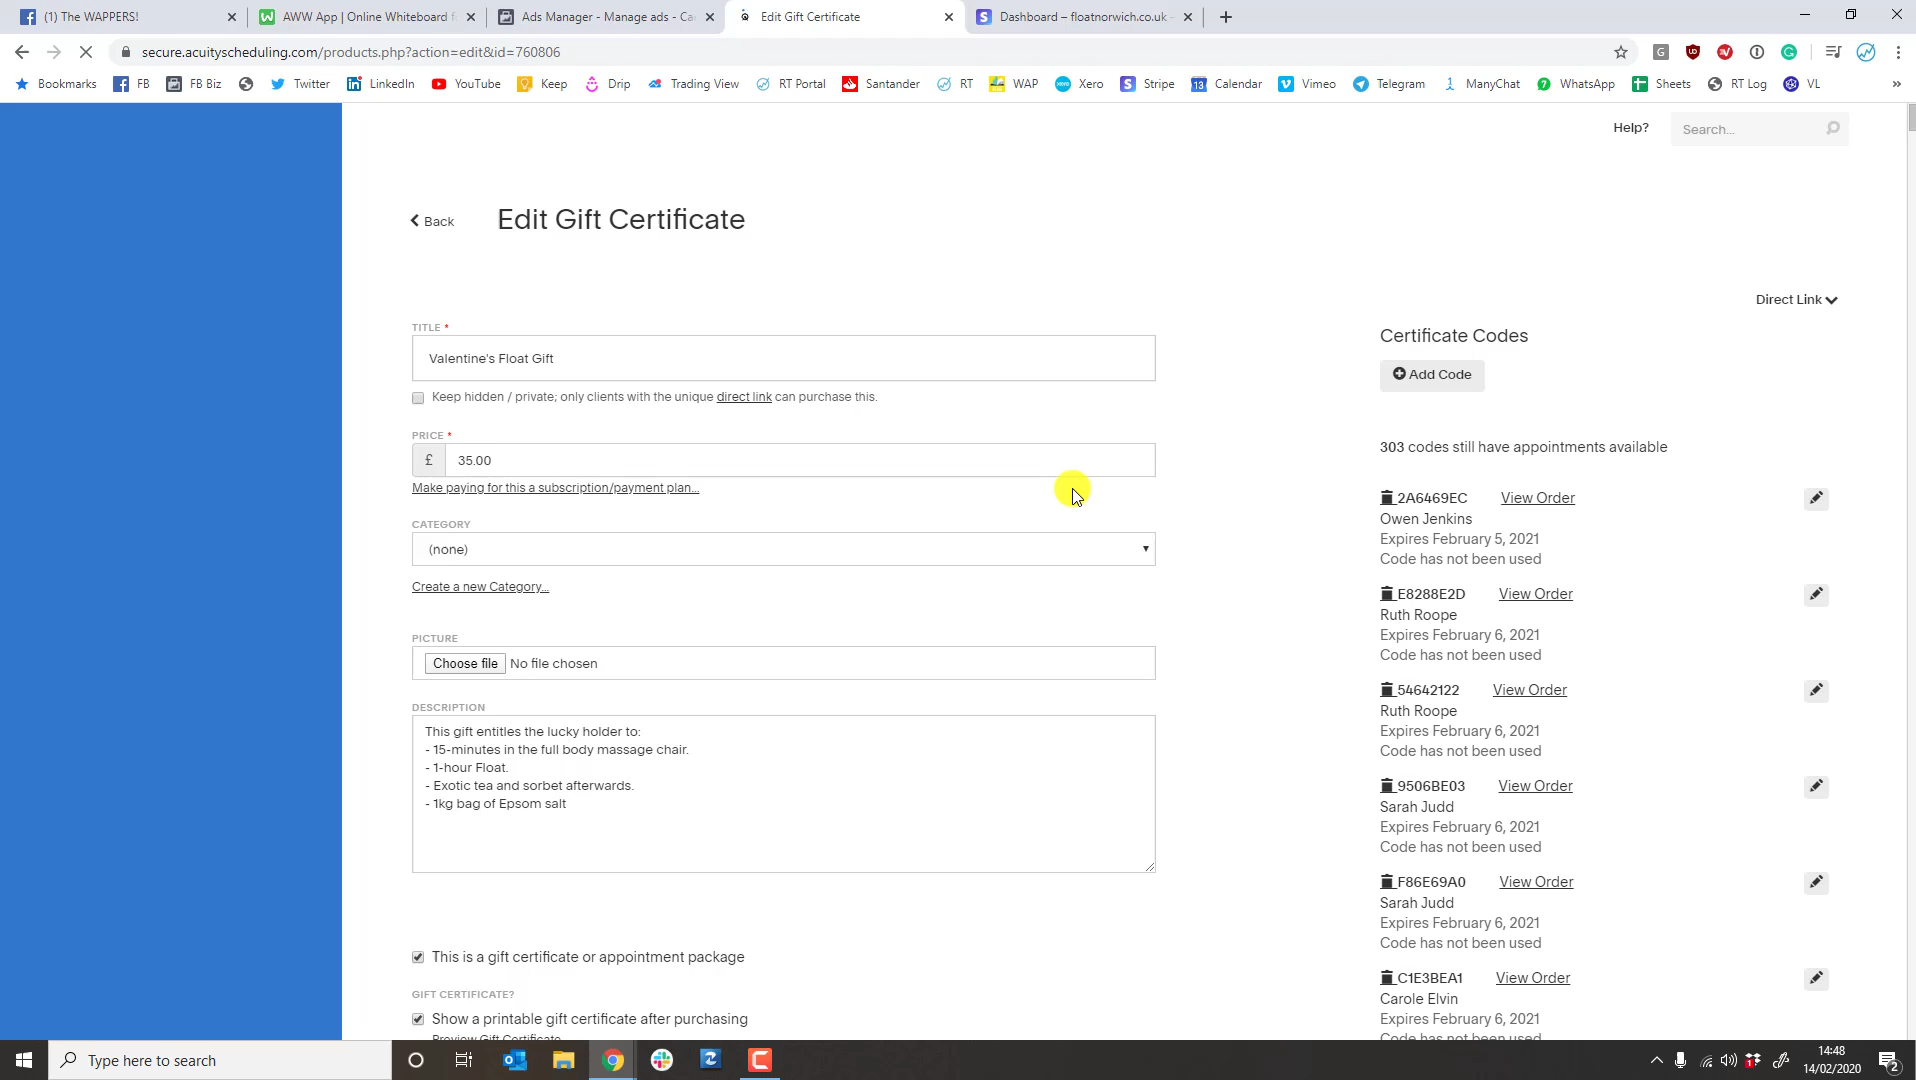 (1) The WAPPERS!
AWW App | Online Whiteboard f
Ads Manager - Manage ads - Ca
Edit Gift Certificate
Dashboard – floatnorwich.co.uk -
secure.acuityscheduling.com/products.php?action=edit&id=760806
Bookmarks FB FB Biz Twitter LinkedIn YouTube Keep Drip Trading View RT Portal Santander RT WAP Xero Stripe Calendar Vimeo Telegram ManyChat WhatsApp Sheets RT Log VL »
Help?
Search...
Back
Edit Gift Certificate
Direct Link
TITLE *
Valentine's Float Gift
Keep hidden / private; only clients with the unique direct link can purchase this.
PRICE *
£ 35.00
Make paying for this a subscription/payment plan...
CATEGORY
(none)
Create a new Category...
PICTURE
Choose file No file chosen
DESCRIPTION
This gift entitles the lucky holder to:
- 15-minutes in the full body massage chair.
- 1-hour Float.
- Exotic tea and sorbet afterwards.
- 1kg bag of Epsom salt
This is a gift certificate or appointment package
GIFT CERTIFICATE?
Show a printable gift certificate after purchasing
Preview Gift Certificate
Certificate Codes
Add Code
303 codes still have appointments available
2A6469EC View Order
Owen Jenkins
Expires February 5, 2021
Code has not been used
E8288E2D View Order
Ruth Roope
Expires February 6, 2021
Code has not been used
54642122 View Order
Ruth Roope
Expires February 6, 2021
Code has not been used
9506BE03 View Order
Sarah Judd
Expires February 6, 2021
Code has not been used
F86E69A0 View Order
Sarah Judd
Expires February 6, 2021
Code has not been used
C1E3BEA1 View Order
Carole Elvin
Expires February 6, 2021
Code has not been used
Type here to search
14:48
14/02/2020
2